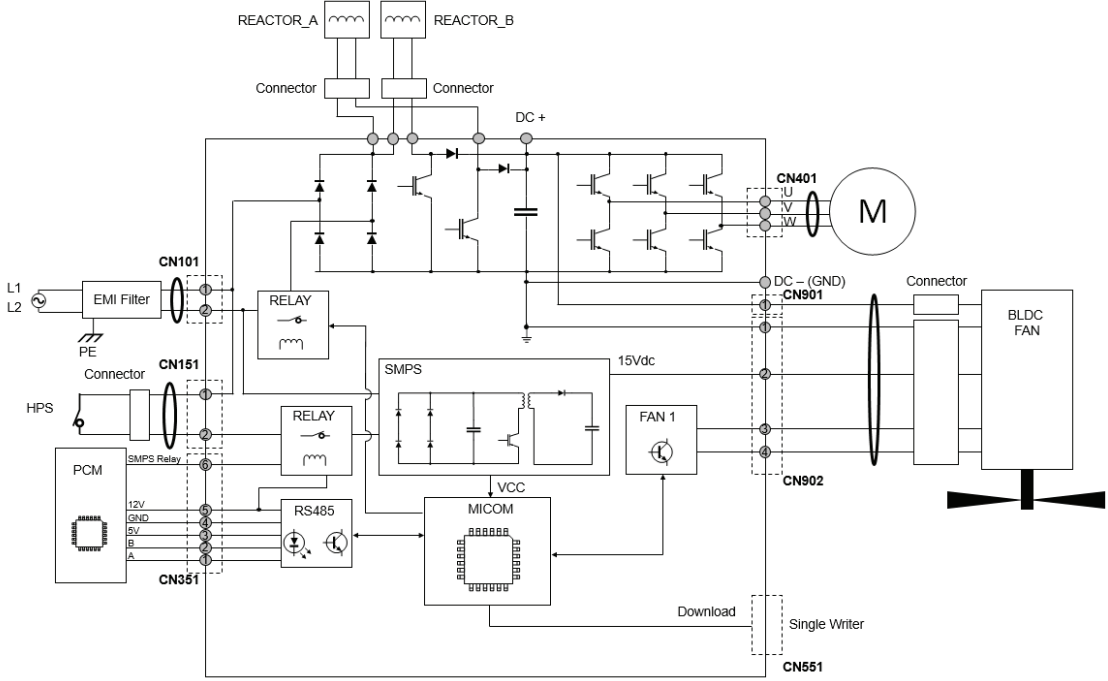 REACTOR_A
REACTOR_B
Connector
Connector
DC +
CN401
U
V
W
M
CN101
L1
L2
EMI Filter
1
2
PE
RELAY
DC – (GND)
CN901
1
Connector
BLDC
FAN
1
CN151
Connector
HPS
1
2
SMPS
15Vdc
2
RELAY
FAN 1
3
4
CN902
PCM
SMPS Relay
6
12V
5
GND
4
5V
3
B
2
A
1
CN351
RS485
VCC
MICOM
Download
Single Writer
CN551